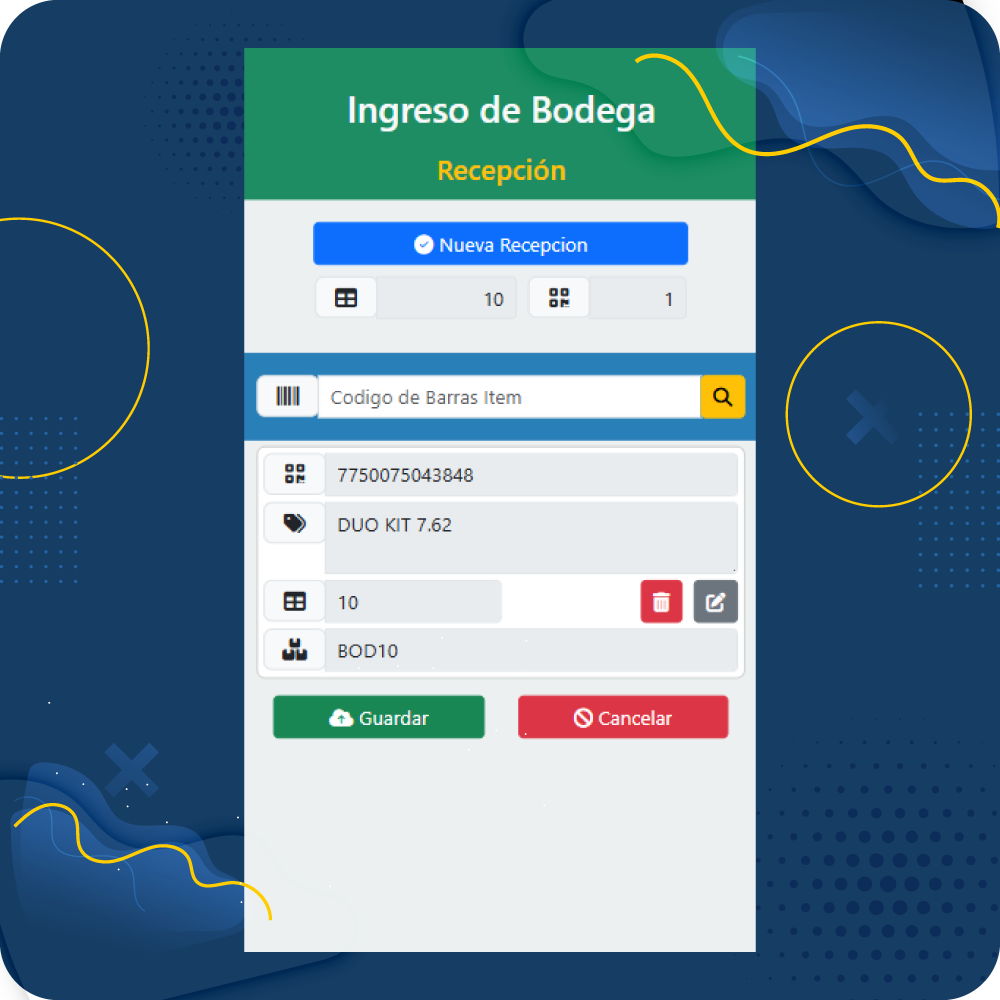 Ingreso de Bodega
Recepción
Nueva Recepcion
10 1
Codigo de Barras Item
7750075043848
DUO KIT 7.62
10
BOD10
Guardar Cancelar